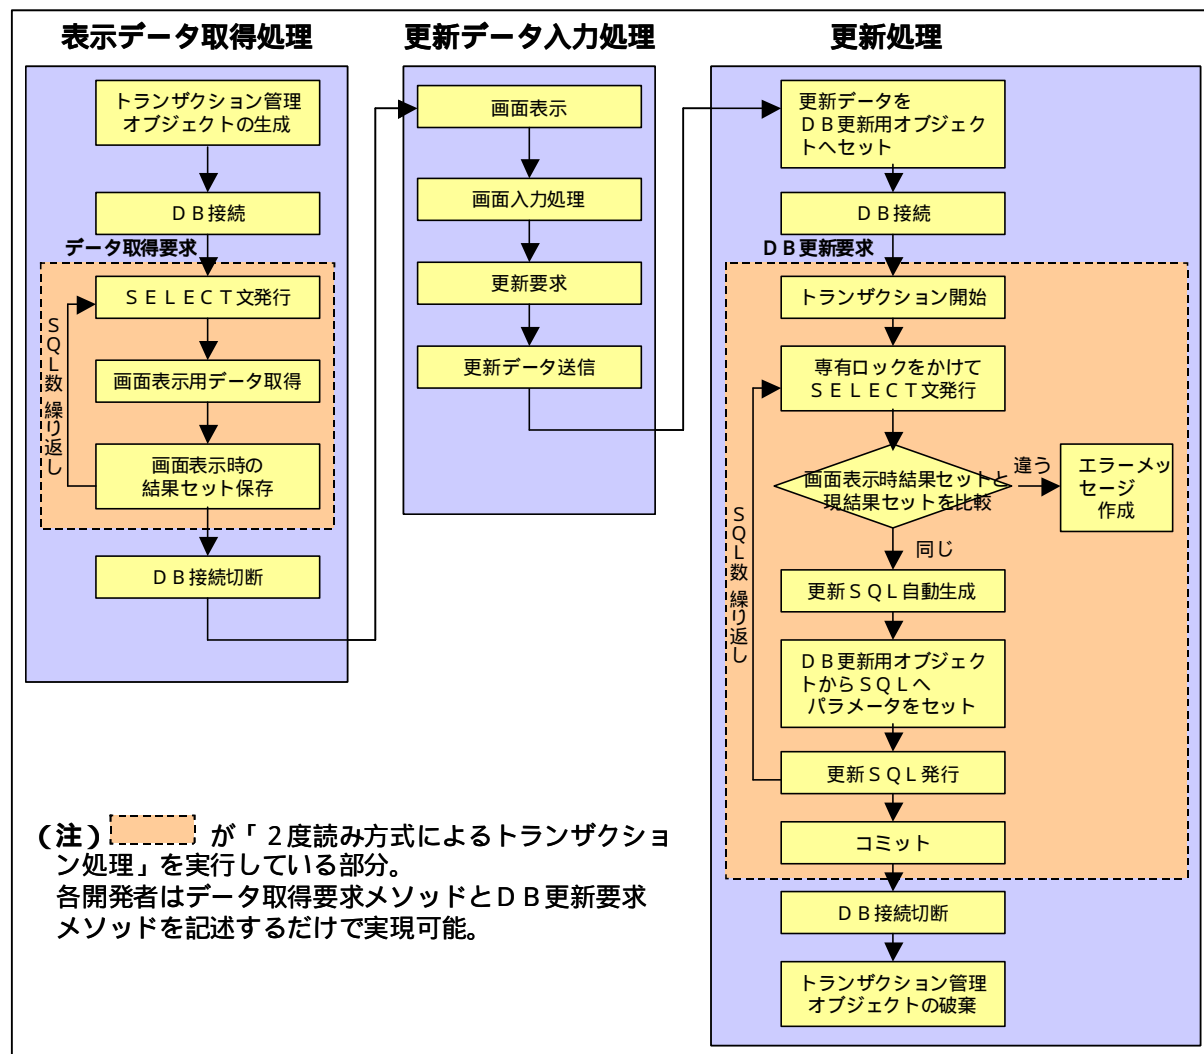 表示データ取得処理
トランザクション管理
オブジェクトの生成
ＤＢ接続
データ取得要求
ＳＥＬＥＣＴ文発行
画面表示用データ取得
画面表示時の
結果セット保存
ＳＱＬ数 繰り返し
ＤＢ接続切断
更新データ入力処理
画面表示
画面入力処理
更新要求
更新データ送信
更新処理
更新データを
ＤＢ更新用オブジェク
トへセット
ＤＢ接続
ＤＢ更新要求
トランザクション開始
専有ロックをかけて
ＳＥＬＥＣＴ文発行
画面表示時結果セットと
現結果セットを比較
違う
エラーメッ
セージ
作成
同じ
更新ＳＱＬ自動生成
ＤＢ更新用オブジェク
トからＳＱＬへ
パラメータをセット
更新ＳＱＬ発行
ＳＱＬ数 繰り返し
コミット
ＤＢ接続切断
トランザクション管理
オブジェクトの破棄
（注） が「２度読み方式によるトランザクショ
ン処理」を実行している部分。
各開発者はデータ取得要求メソッドとＤＢ更新要求
メソッドを記述するだけで実現可能。